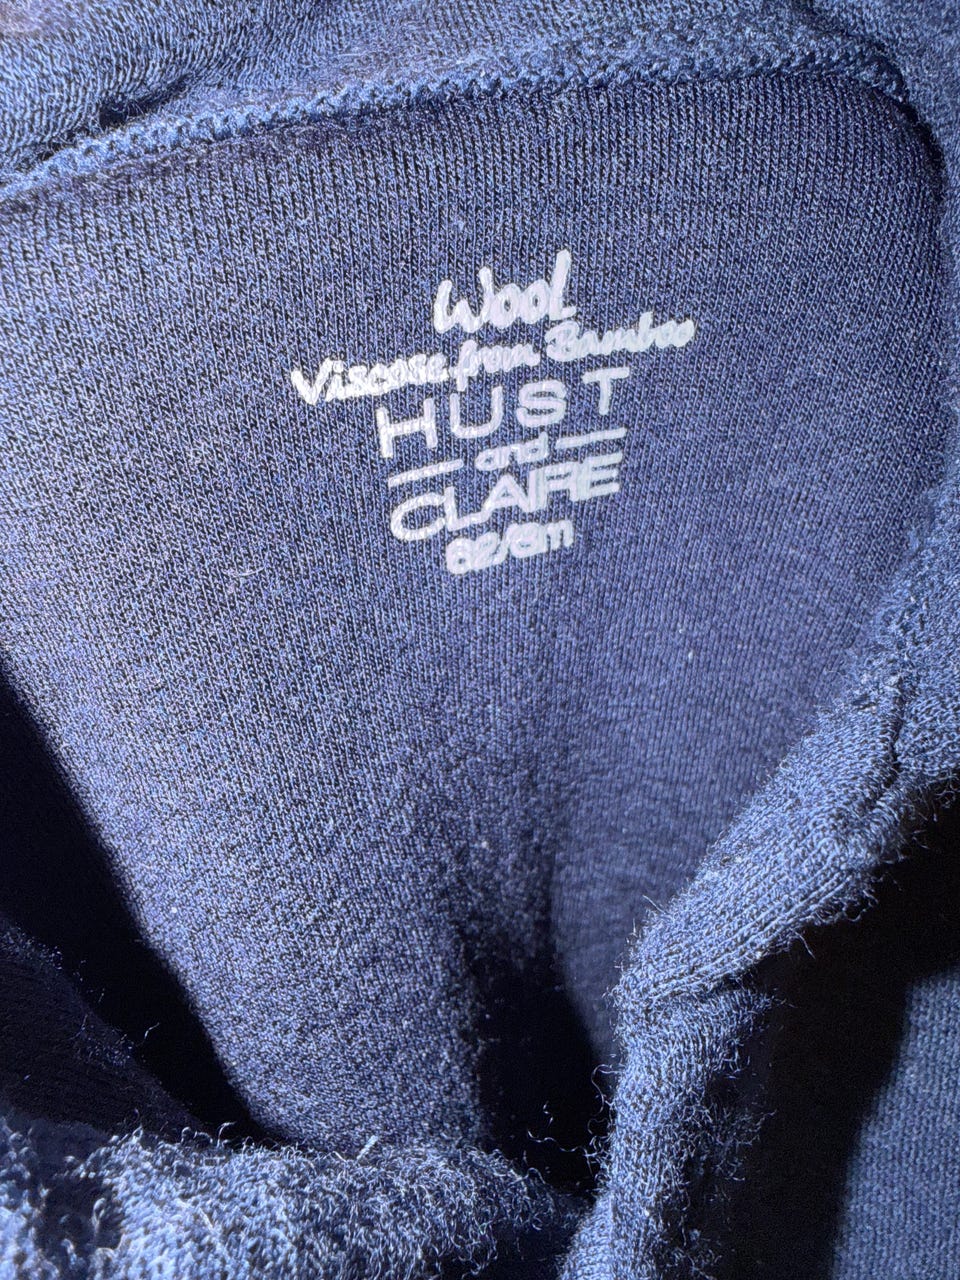 Wool
Viscose from Bamboo
HUST
and
CLAIRE
62/3m